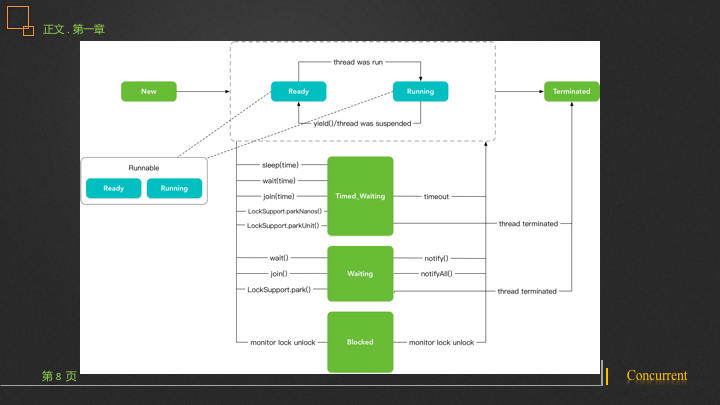 正文 . 第一章
thread was run
New
Ready
Running
Terminated
yield()/thread was suspended
Runnable
Ready
Running
sleep(time)
wait(time)
join(time)
LockSupport.parkNanos()
LockSupport.parkUnit()
Timed_Waiting
timeout
thread terminated
wait()
join()
LockSupport.park()
Waiting
notify()
notifyAll()
thread terminated
monitor lock unlock
Blocked
monitor lock unlock
第 8 页
Concurrent